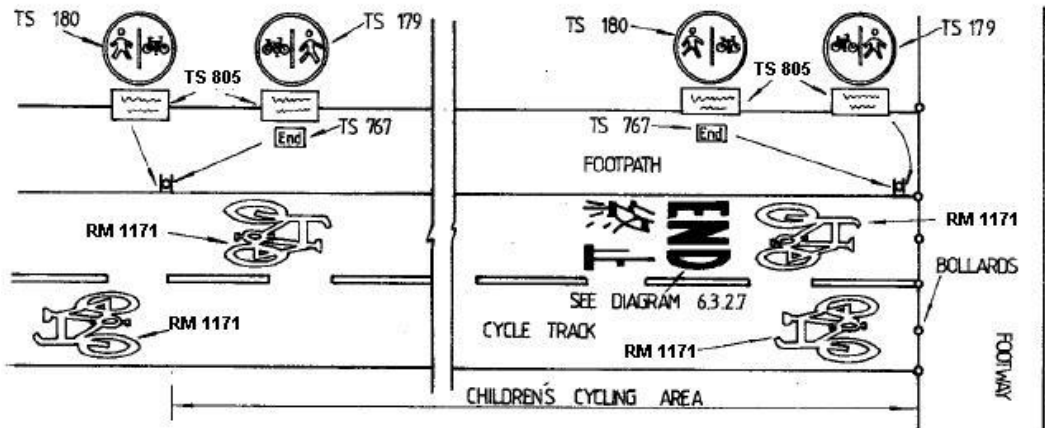 TS 180
TS 179
TS 180
TS 179
TS 805
TS 805
End
TS 767
TS 767
End
FOOTPATH
RM 1171
END
RM 1171
BOLLARDS
SEE DIAGRAM 6.3.2.7
RM 1171
CYCLE TRACK
RM 1171
FOOTWAY
CHILDREN'S CYCLING AREA